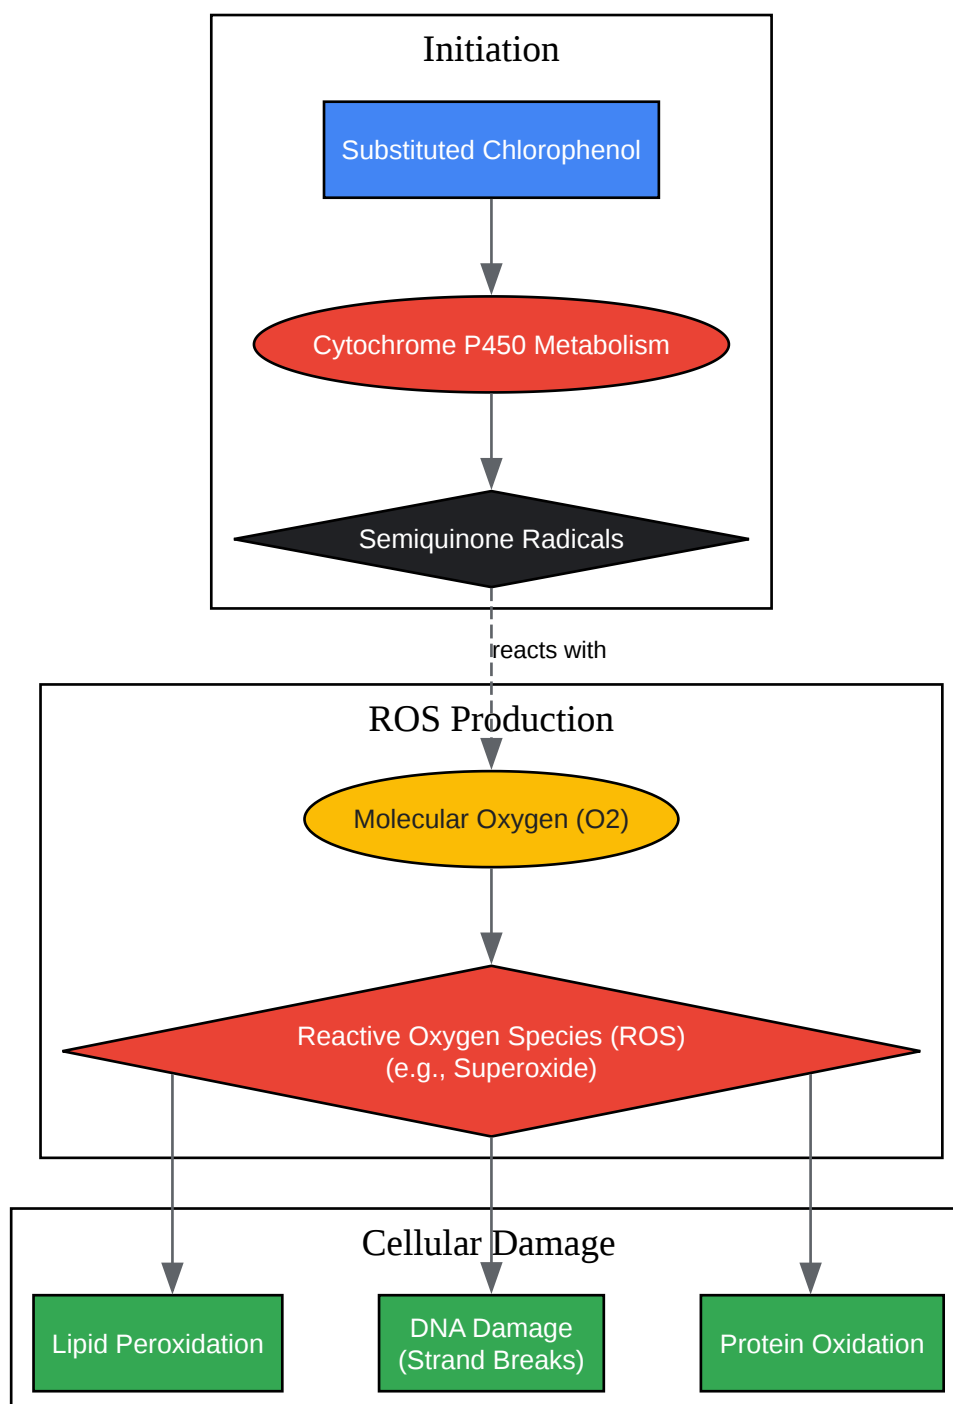 Initiation
Substituted Chlorophenol
Cytochrome P450 Metabolism
Semiquinone Radicals
reacts with
ROS Production
Molecular Oxygen (O2)
Reactive Oxygen Species (ROS)
(e.g., Superoxide)
Cellular Damage
Lipid Peroxidation
DNA Damage
(Strand Breaks)
Protein Oxidation